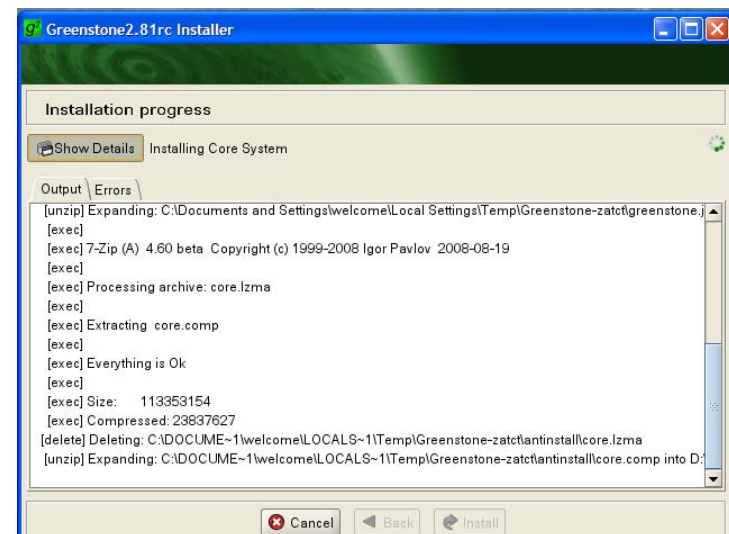 g² Greenstone2.81rc Installer
Installation progress
Show Details Installing Core System
Output Errors
[unzip] Expanding: C:\Documents and Settings\welcome\Local Settings\Temp\Greenstone-zatct\greenstone.j
[exec]
[exec] 7-Zip (A) 4.60 beta Copyright (c) 1999-2008 Igor Pavlov 2008-08-19
[exec]
[exec] Processing archive: core.lzma
[exec]
[exec] Extracting core.comp
[exec]
[exec] Everything is Ok
[exec]
[exec] Size: 113353154
[exec] Compressed: 23837627
[delete] Deleting: C:\DOCUME~1\welcome\LOCALS~1\Temp\Greenstone-zatct\antinstall\core.lzma
[unzip] Expanding: C:\DOCUME~1\welcome\LOCALS~1\Temp\Greenstone-zatct\antinstall\core.comp into D:\
Cancel Back Install